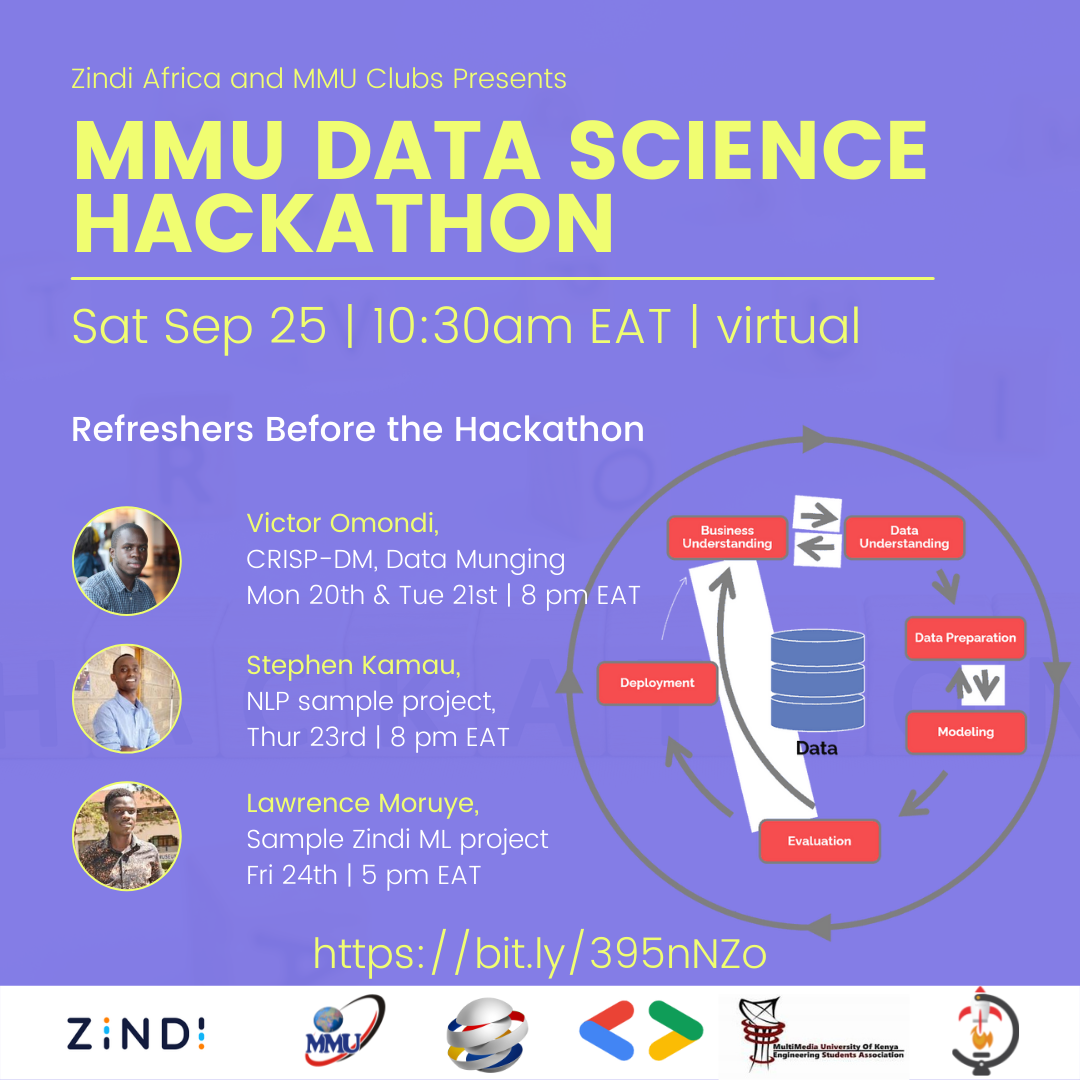 Zindi Africa and MMU Clubs Presents
MMU DATA SCIENCE
HACKATHON
Sat Sep 25 | 10:30am EAT | virtual
Refreshers Before the Hackathon
Victor Omondi,
CRISP-DM, Data Munging
Mon 20th & Tue 21st | 8 pm EAT
Stephen Kamau,
NLP sample project,
Thur 23rd | 8 pm EAT
Lawrence Moruye,
Sample Zindi ML project
Fri 24th | 5 pm EAT
Business
Understanding
Data
Understanding
Data Preparation
Modeling
Evaluation
Deployment
Data
https://bit.ly/395nNZo
ZINDI
MMU
MultiMedia University Of Kenya
Engineering Students Association